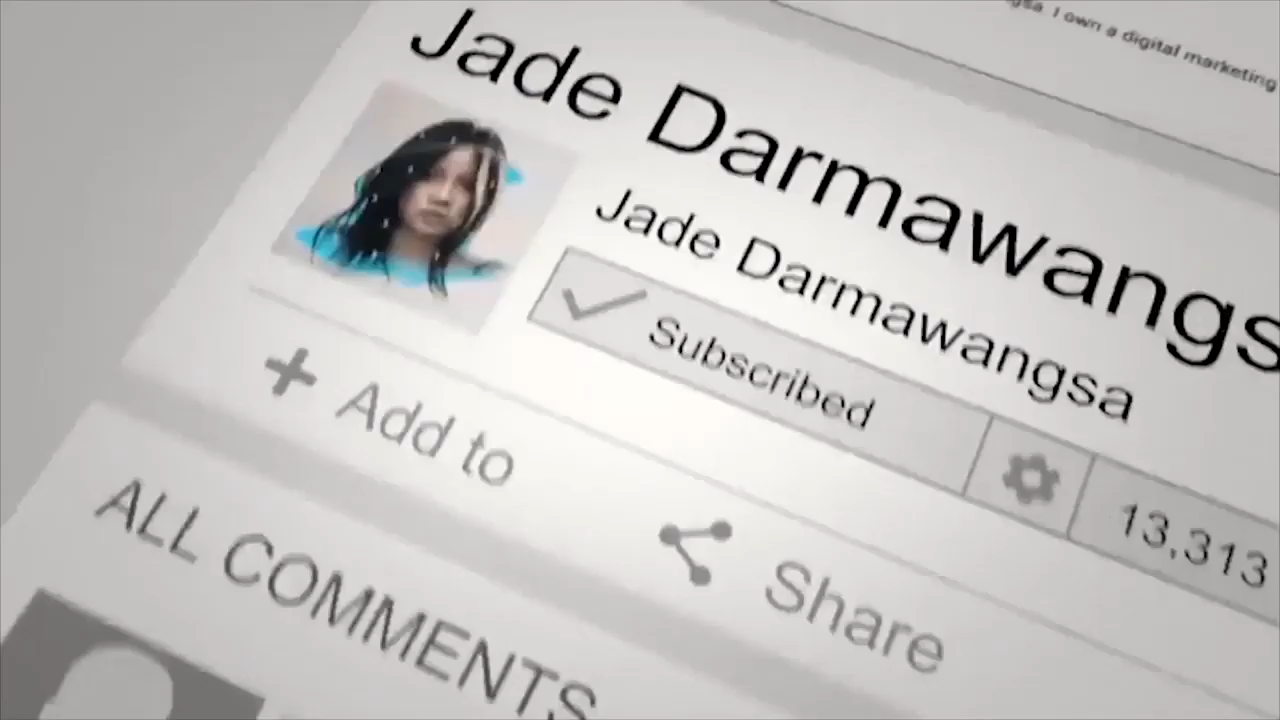 I own a digital marketing
Jade Darmawangs
Jade Darmawangsa
Subscribed
13,313
Add to
Share
ALL COMMENTS